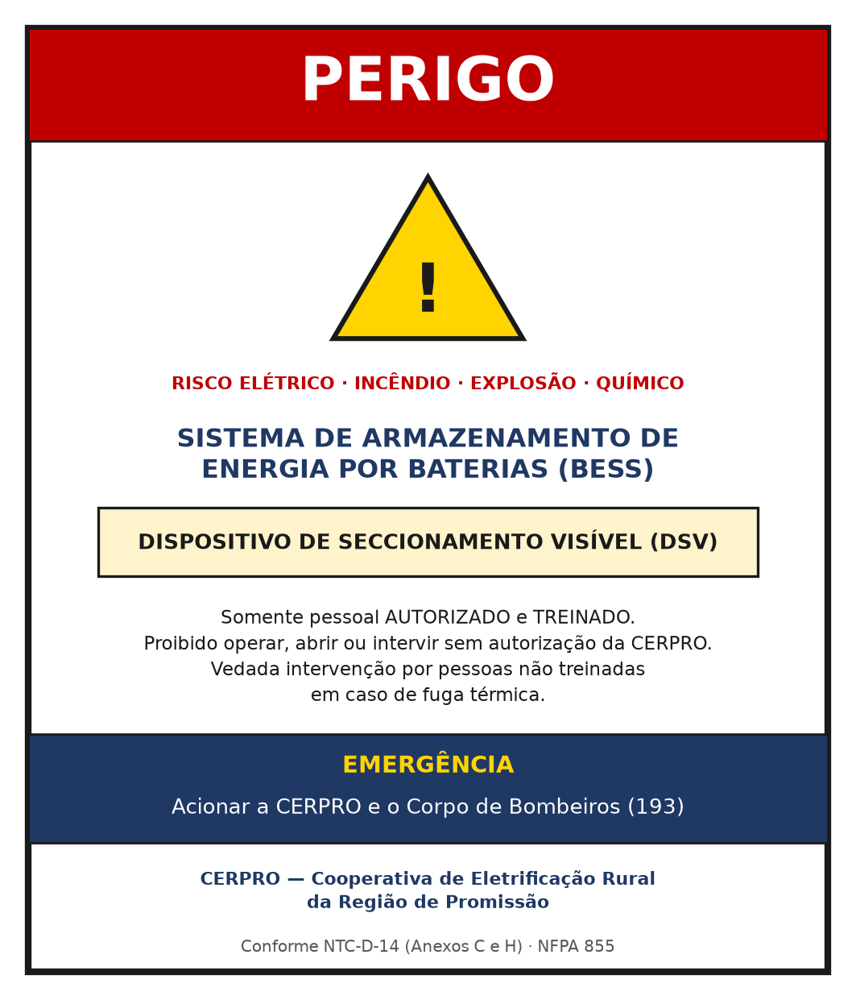 PERIGO
!
RISCO ELÉTRICO · INCÊNDIO · EXPLOSÃO · QUÍMICO
SISTEMA DE ARMAZENAMENTO DE
ENERGIA POR BATERIAS (BESS)
DISPOSITIVO DE SECCIONAMENTO VISÍVEL (DSV)
Somente pessoal AUTORIZADO e TREINADO.
Proibido operar, abrir ou intervir sem autorização da CERPRO.
Vedada intervenção por pessoas não treinadas
em caso de fuga térmica.
EMERGÊNCIA
Acionar a CERPRO e o Corpo de Bombeiros (193)
CERPRO — Cooperativa de Eletrificação Rural
da Região de Promissão
Conforme NTC-D-14 (Anexos C e H) · NFPA 855